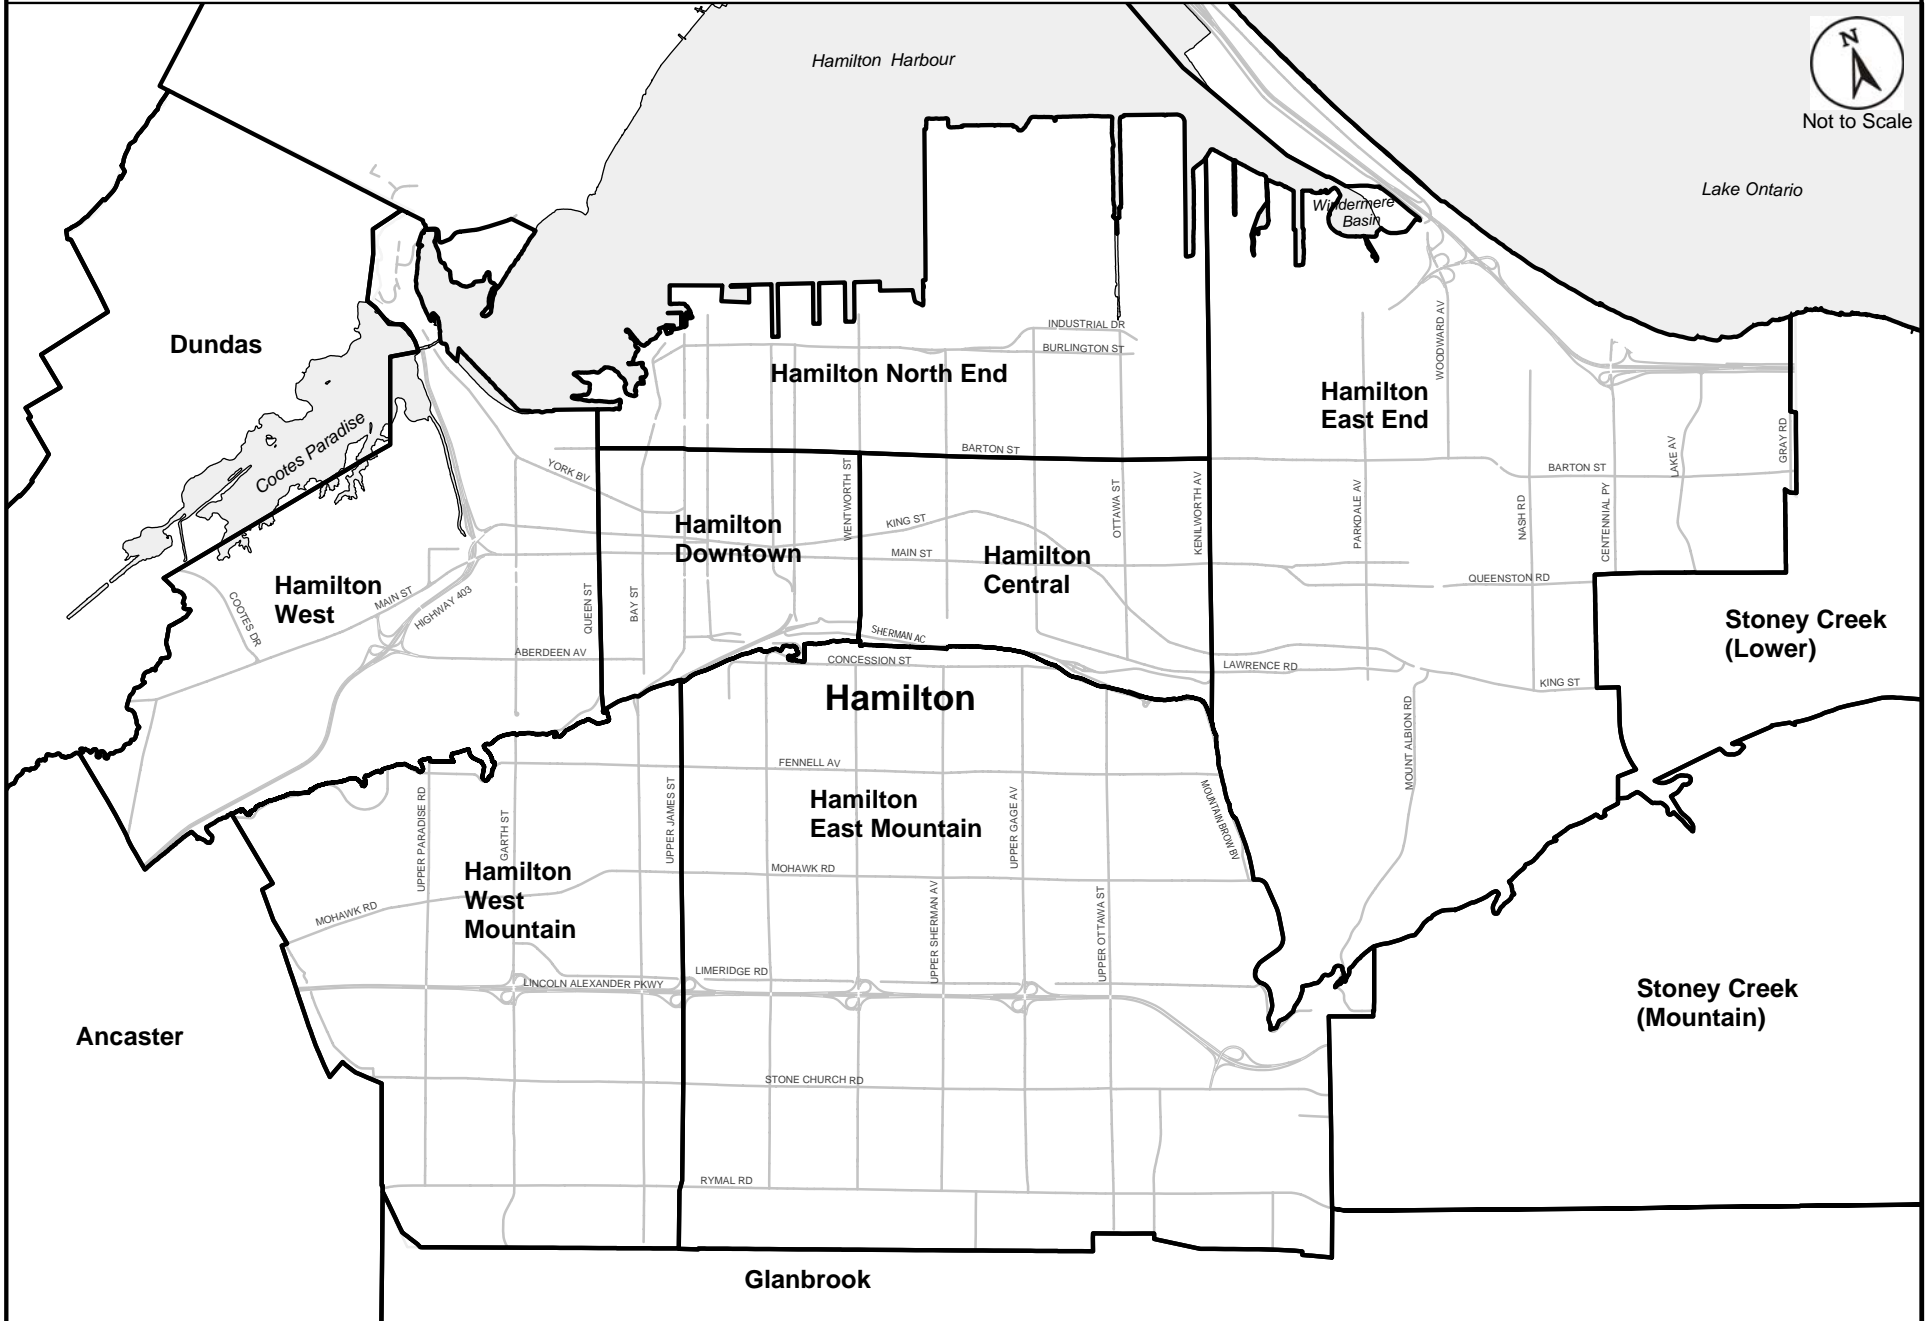 Hamilton Harbour
N
Not to Scale
Lake Ontario
Windermere
Basin
Dundas
INDUSTRIAL DR
BURLINGTON ST
Hamilton North End
WOODWARD AV
Hamilton
East End
Cootes Paradise
YORK BV
BARTON ST
WENTWORTH ST
OTTAWA ST
KENILWORTH AV
PARKDALE AV
NASH RD
BARTON ST
CENTENNIAL PY
LAKE AV
GRAY RD
Hamilton
Downtown
KING ST
MAIN ST
Hamilton
Central
Hamilton
West
COOTES DR
MAIN ST
HIGHWAY 403
QUEEN ST
BAY ST
QUEENSTON RD
Stoney Creek
(Lower)
ABERDEEN AV
SHERMAN AC
CONCESSION ST
LAWRENCE RD
KING ST
Hamilton
MOUNT ALBION RD
FENNELL AV
UPPER PARADISE RD
GARTH ST
UPPER JAMES ST
Hamilton
East Mountain
UPPER GAGE AV
MOUNTAIN BROW BV
Hamilton
West
Mountain
MOHAWK RD
MOHAWK RD
UPPER SHERMAN AV
UPPER OTTAWA ST
LIMERIDGE RD
LINCOLN ALEXANDER PKWY
Stoney Creek
(Mountain)
Ancaster
STONE CHURCH RD
RYMAL RD
Glanbrook